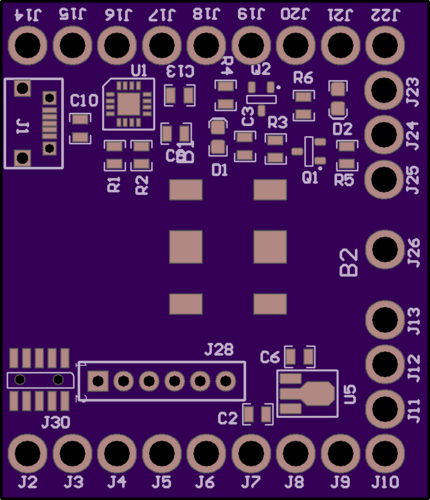 J14 J15 J16 J17 J18 J19 J20 J21 J22
U1 C13 R4 Q2
R6 J23
C10
J1 C3 R3 D2 J24
B1
D1 Q1 R5 J25
R1 R2
B2 J26
J13
J28
C6 J12
U5
C2 J11
J30
J2 J3 J4 J5 J6 J7 J8 J9 J10